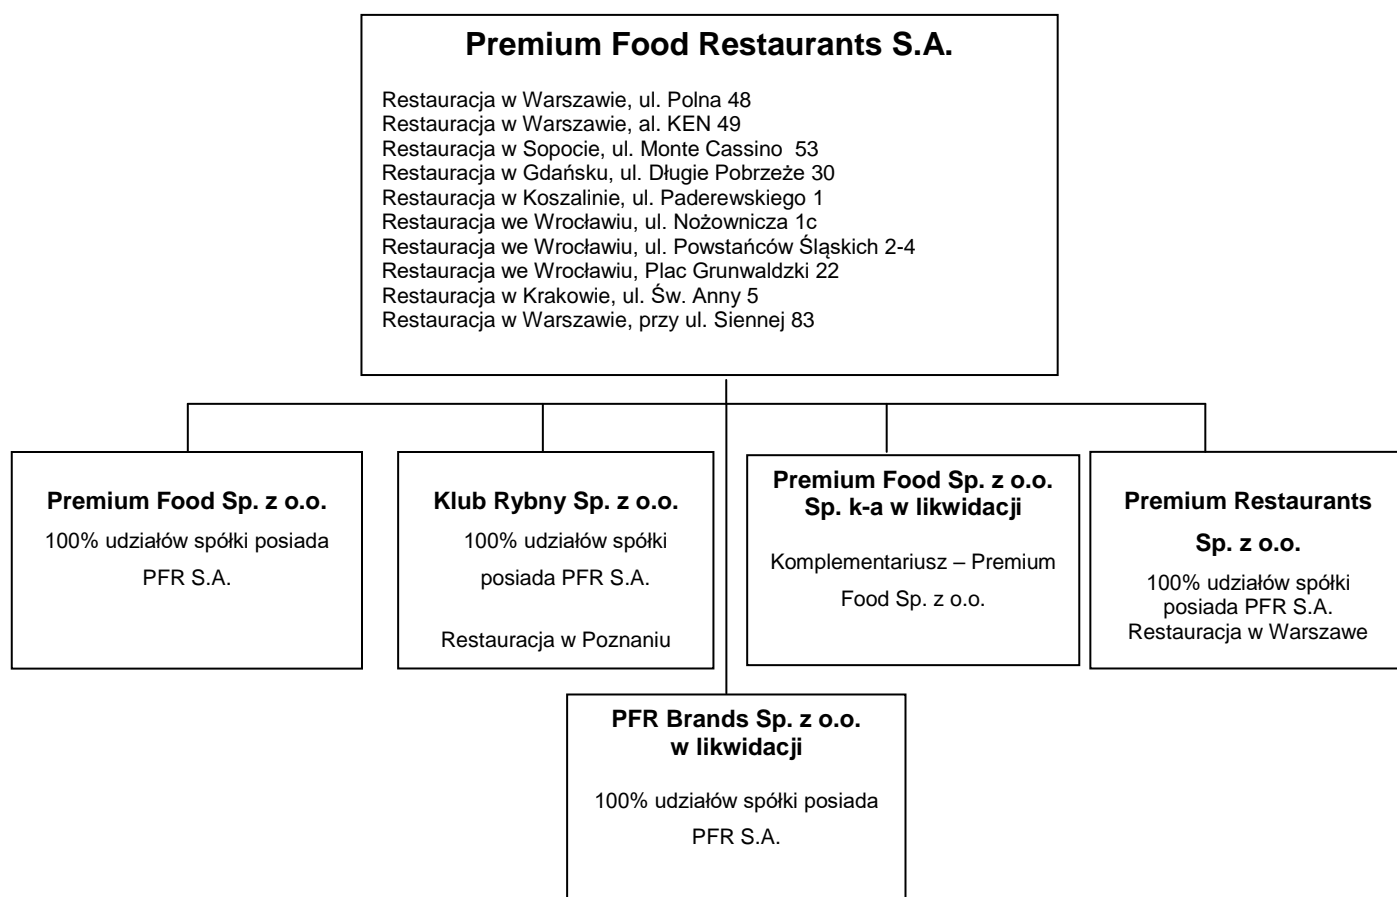 Premium Food Restaurants S.A.
Restauracja w Warszawie, ul. Polna 48
Restauracja w Warszawie, al. KEN 49
Restauracja w Sopocie, ul. Monte Cassino  53
Restauracja w Gdańsku, ul. Długie Pobrzeże 30
Restauracja w Koszalinie, ul. Paderewskiego 1
Restauracja we Wrocławiu, ul. Nożownicza 1c
Restauracja we Wrocławiu, ul. Powstańców Śląskich 2-4
Restauracja we Wrocławiu, Plac Grunwaldzki 22
Restauracja w Krakowie, ul. Św. Anny 5
Restauracja w Warszawie, przy ul. Siennej 83
Premium Food Sp. z o.o.
100% udziałów spółki posiada
PFR S.A.
Klub Rybny Sp. z o.o.
100% udziałów spółki
posiada PFR S.A.
Restauracja w Poznaniu
Premium Food Sp. z o.o.
Sp. k-a w likwidacji
Komplementariusz – Premium
Food Sp. z o.o.
Premium Restaurants
Sp. z o.o.
100% udziałów spółki
posiada PFR S.A.
Restauracja w Warszawe
PFR Brands Sp. z o.o.
w likwidacji
100% udziałów spółki posiada
PFR S.A.